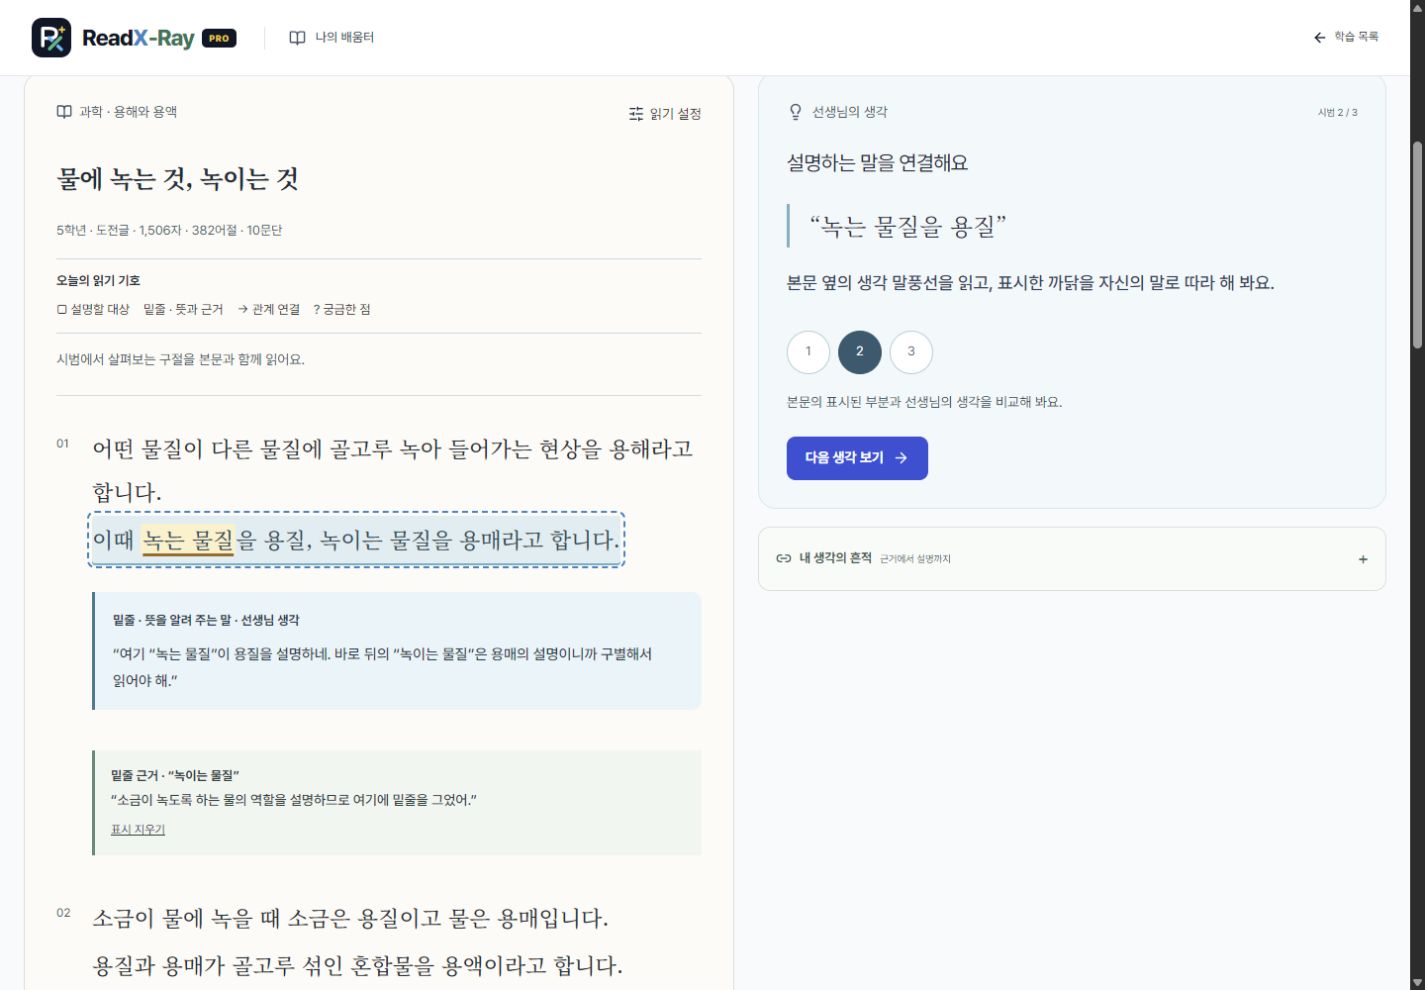 ReadX-Ray PRO
나의 배움터
학습 목록
과학 · 용해와 용액
읽기 설정
물에 녹는 것, 녹이는 것
5학년 · 도전글 · 1,506자 · 382어절 · 10문단
오늘의 읽기 기호
□ 설명할 대상 밑줄 · 뜻과 근거 → 관계 연결 ? 궁금한 점
시범에서 살펴보는 구절을 본문과 함께 읽어요.
01
어떤 물질이 다른 물질에 골고루 녹아 들어가는 현상을 용해라고
합니다.
이때 녹는 물질을 용질, 녹이는 물질을 용매라고 합니다.
밑줄 · 뜻을 알려 주는 말 · 선생님 생각
“여기 “녹는 물질”이 용질을 설명하네. 바로 뒤의 “녹이는 물질”은 용매의 설명이니까 구별해서
읽어야 해.”
밑줄 근거 · “녹이는 물질”
“소금이 녹도록 하는 물의 역할을 설명하므로 여기에 밑줄을 그었어.”
표시 지우기
02
소금이 물에 녹을 때 소금은 용질이고 물은 용매입니다.
용질과 용매가 골고루 섞인 혼합물을 용액이라고 합니다.
선생님의 생각
시범 2 / 3
설명하는 말을 연결해요
“녹는 물질을 용질”
본문 옆의 생각 말풍선을 읽고, 표시한 까닭을 자신의 말로 따라 해 봐요.
1 2 3
본문의 표시된 부분과 선생님의 생각을 비교해 봐요.
다음 생각 보기 →
내 생각의 흔적 근거에서 설명까지 +